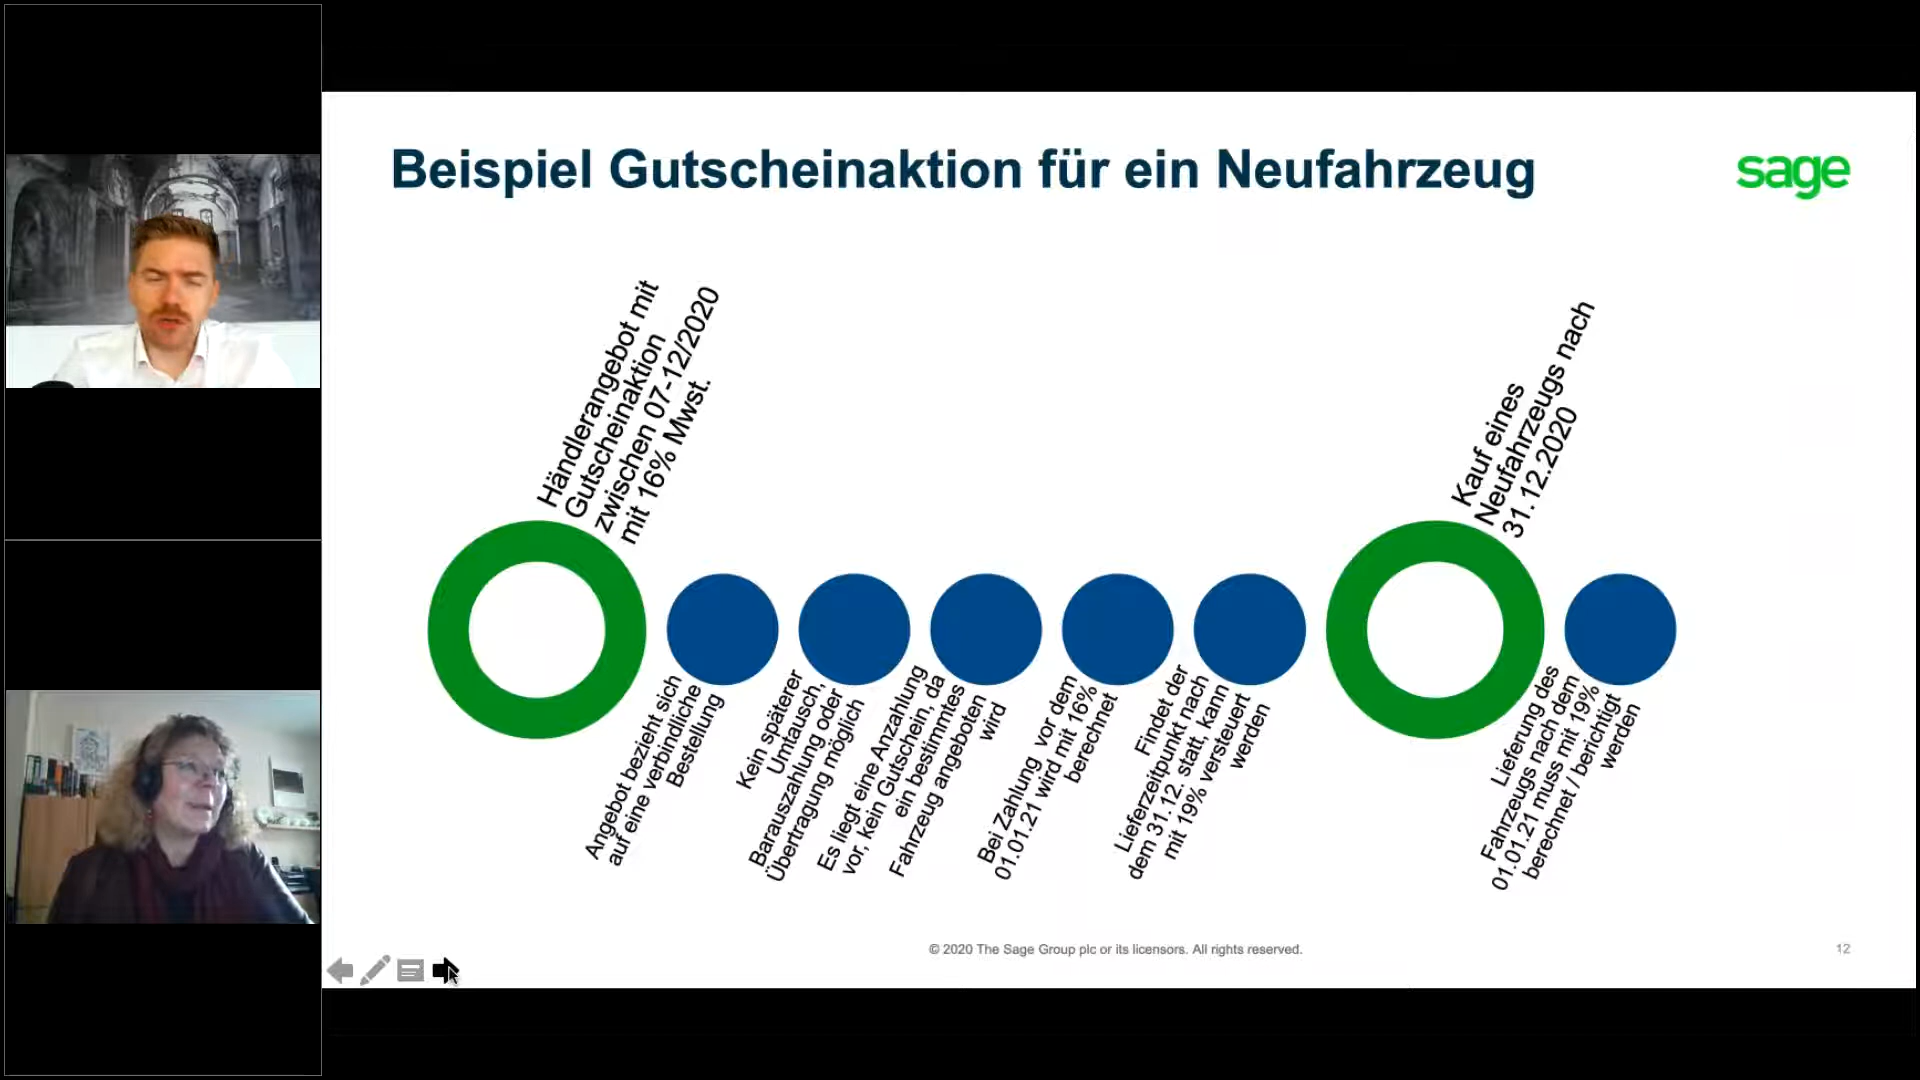 Beispiel Gutscheinaktion für ein Neufahrzeug
sage
Händlerangebot mit
Gutscheinaktion
zwischen 07-12/2020
mit 16% Mwst.
Angebot bezieht sich
auf eine verbindliche
Bestellung
Kein späterer
Umtausch,
Barauszahlung oder
Übertragung möglich
Es liegt eine Anzahlung
vor, kein Gutschein, da
ein bestimmtes
Fahrzeug angeboten
wird
Bei Zahlung vor dem
01.01.21 wird mit 16%
berechnet
Findet der
Lieferzeitpunkt nach
dem 31.12. statt, kann
mit 19% versteuert
werden
Kauf eines
Neufahrzeugs nach
31.12.2020
Lieferung des
Fahrzeugs nach dem
01.01.21 muss mit 19%
berechnet / berichtigt
werden
© 2020 The Sage Group plc or its licensors. All rights reserved.
12